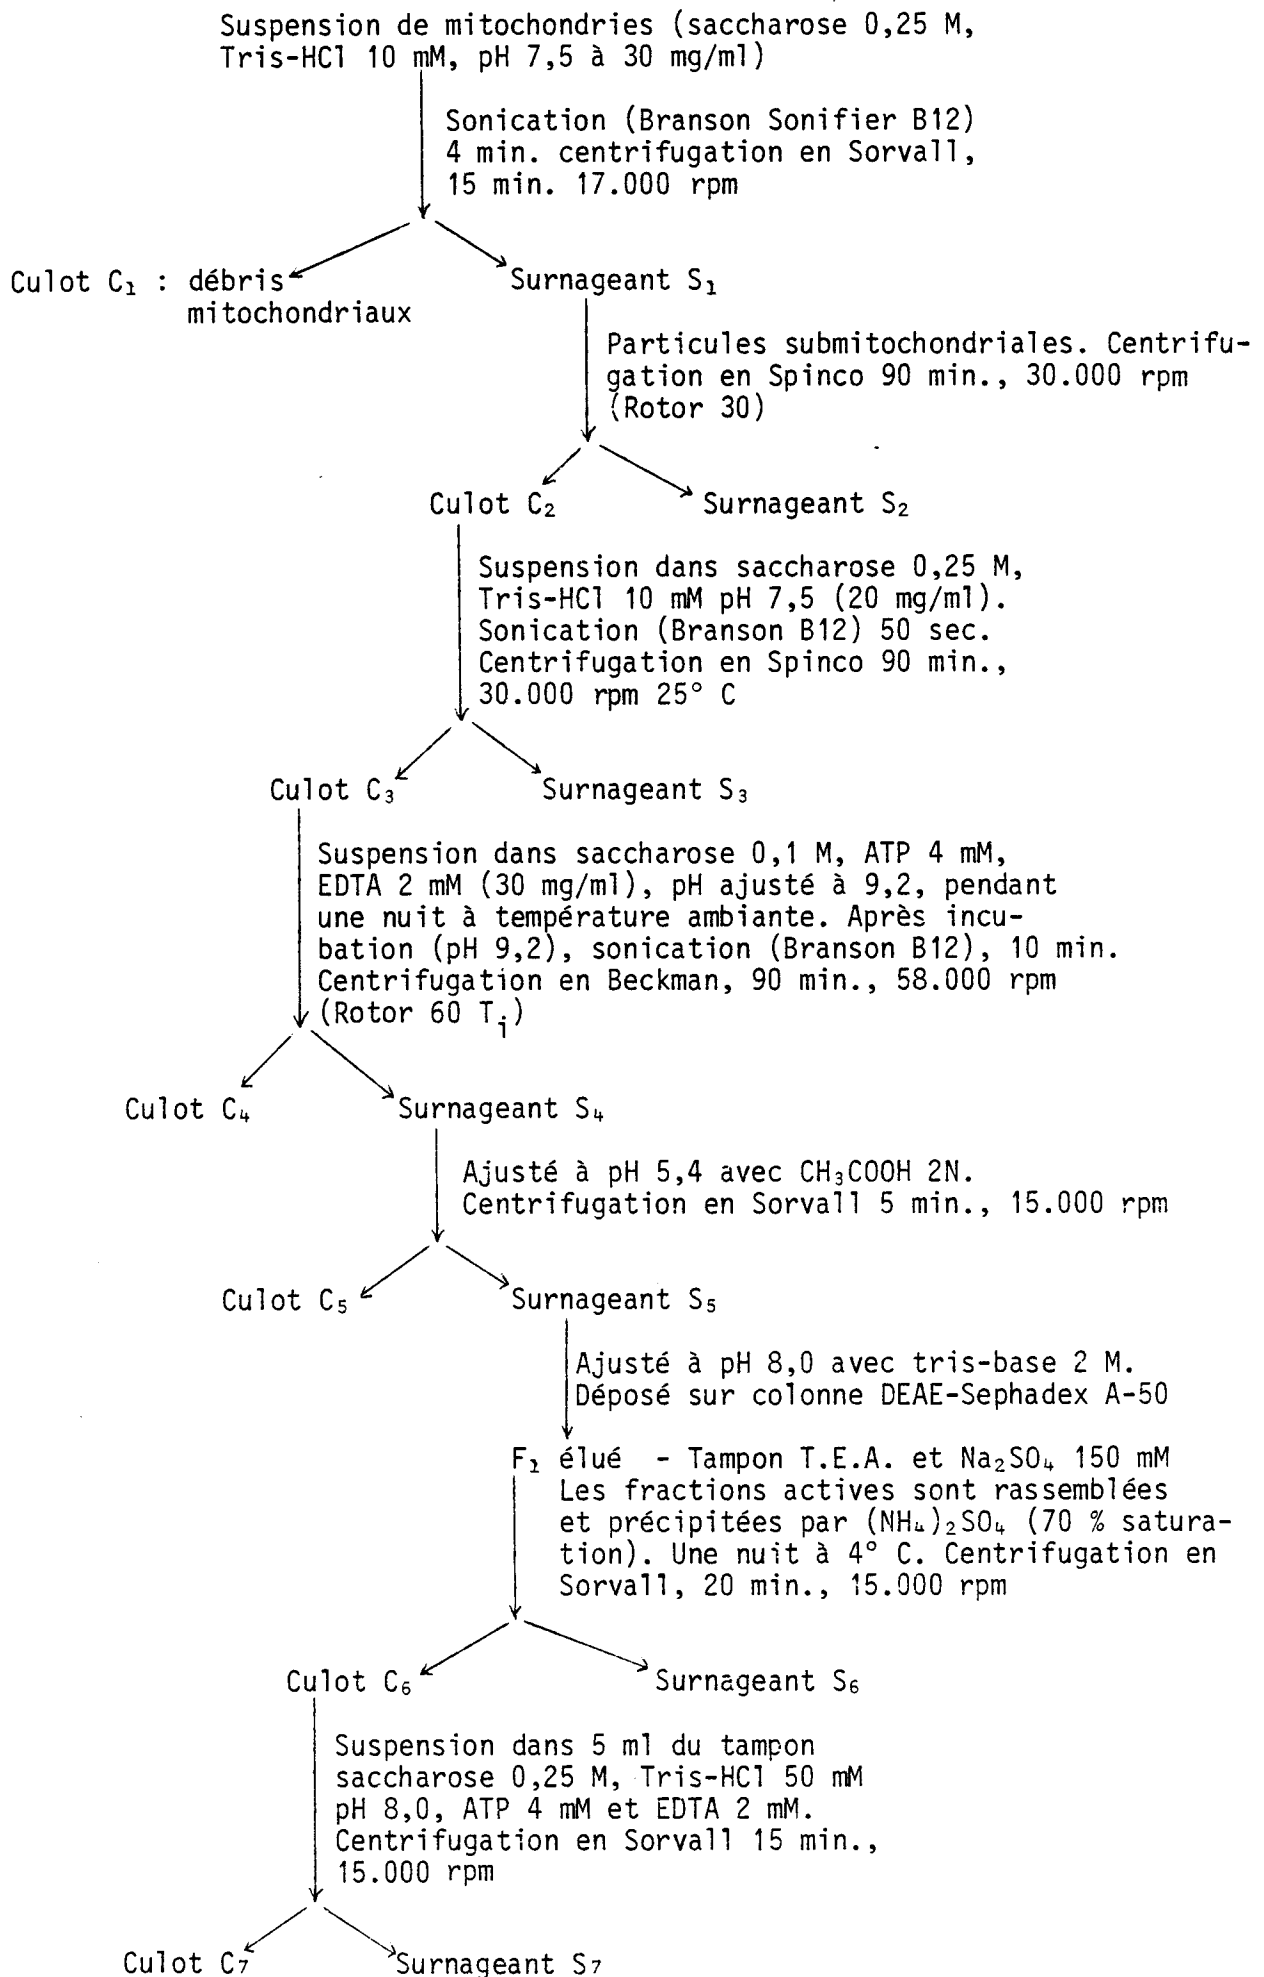 Suspension de mitochondries (saccharose 0,25 M,
Tris-HCl 10 mM, pH 7,5 à 30 mg/ml)
Sonication (Branson Sonifier B12)
4 min. centrifugation en Sorvall,
15 min. 17.000 rpm
Culot C₁ : débris
mitochondriaux
Surnageant S₁
Particules submitochondriales. Centrifu-
gation en Spinco 90 min., 30.000 rpm
(Rotor 30)
Culot C₂
Surnageant S₂
Suspension dans saccharose 0,25 M,
Tris-HCl 10 mM pH 7,5 (20 mg/ml).
Sonication (Branson B12) 50 sec.
Centrifugation en Spinco 90 min.,
30.000 rpm 25° C
Culot C₃
Surnageant S₃
Suspension dans saccharose 0,1 M, ATP 4 mM,
EDTA 2 mM (30 mg/ml), pH ajusté à 9,2, pendant
une nuit à température ambiante. Après incu-
bation (pH 9,2), sonication (Branson B12), 10 min.
Centrifugation en Beckman, 90 min., 58.000 rpm
(Rotor 60 Tᵢ)
Culot C₄
Surnageant S₄
Ajusté à pH 5,4 avec CH₃COOH 2N.
Centrifugation en Sorvall 5 min., 15.000 rpm
Culot C₅
Surnageant S₅
Ajusté à pH 8,0 avec tris-base 2 M.
Déposé sur colonne DEAE-Sephadex A-50
F₁ élué - Tampon T.E.A. et Na₂SO₄ 150 mM
Les fractions actives sont rassemblées
et précipitées par (NH₄)₂SO₄ (70 % satura-
tion). Une nuit à 4° C. Centrifugation en
Sorvall, 20 min., 15.000 rpm
Culot C₆
Surnageant S₆
Suspension dans 5 ml du tampon
saccharose 0,25 M, Tris-HCl 50 mM
pH 8,0, ATP 4 mM et EDTA 2 mM.
Centrifugation en Sorvall 15 min.,
15.000 rpm
Culot C₇
Surnageant S₇